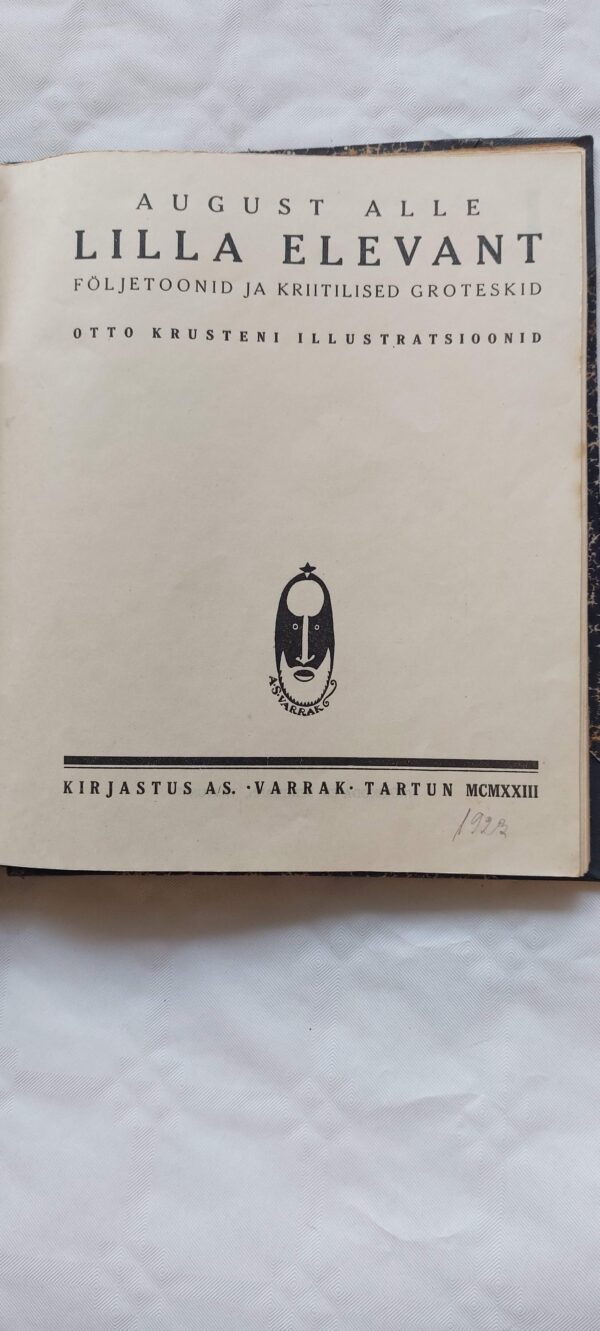 AUGUST ALLE
LILLA ELEVANT
FÖLJETOONID JA KRIITILISED GROTESKID
OTTO KRUSTENI ILLUSTRATSIOONID
A·S·VARRAK
KIRJASTUS A/S. ·VARRAK· TARTUN MCMXXIII
1923